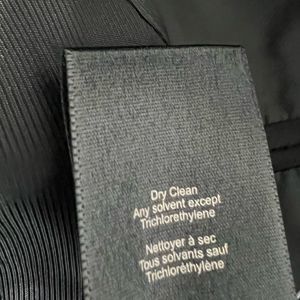 Dry Clean
Any solvent except
Trichlorethylene
Nettoyer à sec
Tous solvants sauf
Trichloréthylène